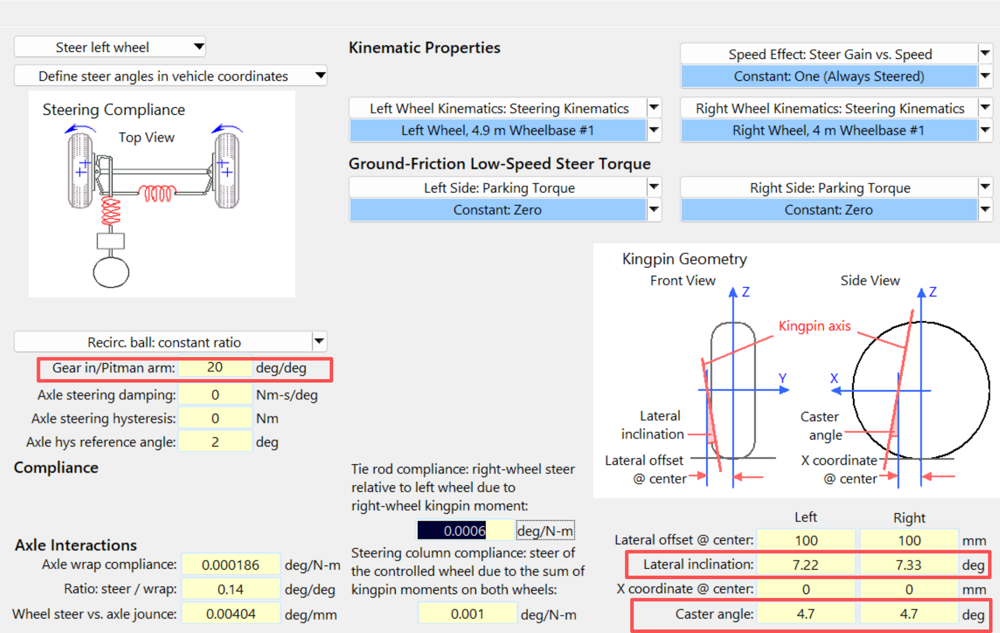 Steer left wheel
Define steer angles in vehicle coordinates
Steering Compliance
Top View
Recirc. ball: constant ratio
Gear in/Pitman arm: 20 deg/deg
Axle steering damping: 0 Nm-s/deg
Axle steering hysteresis: 0 Nm
Axle hys reference angle: 2 deg
Compliance
Axle Interactions
Axle wrap compliance: 0.000186 deg/N-m
Ratio: steer / wrap: 0.14 deg/deg
Wheel steer vs. axle jounce: 0.00404 deg/mm
Kinematic Properties
Speed Effect: Steer Gain vs. Speed
Constant: One (Always Steered)
Left Wheel Kinematics: Steering Kinematics
Left Wheel, 4.9 m Wheelbase #1
Right Wheel Kinematics: Steering Kinematics
Right Wheel, 4 m Wheelbase #1
Ground-Friction Low-Speed Steer Torque
Left Side: Parking Torque
Constant: Zero
Right Side: Parking Torque
Constant: Zero
Tie rod compliance: right-wheel steer
relative to left wheel due to
right-wheel kingpin moment:
0.0006 deg/N-m
Steering column compliance: steer of
the controlled wheel due to the sum of
kingpin moments on both wheels:
0.001 deg/N-m
Kingpin Geometry
Front View
Side View
Z
Z
Kingpin axis
Y
X
Lateral
inclination
Caster
angle
Lateral offset
@ center
X coordinate
@ center
Left Right
Lateral offset @ center: 100 100 mm
Lateral inclination: 7.22 7.33 deg
X coordinate @ center: 0 0 mm
Caster angle: 4.7 4.7 deg